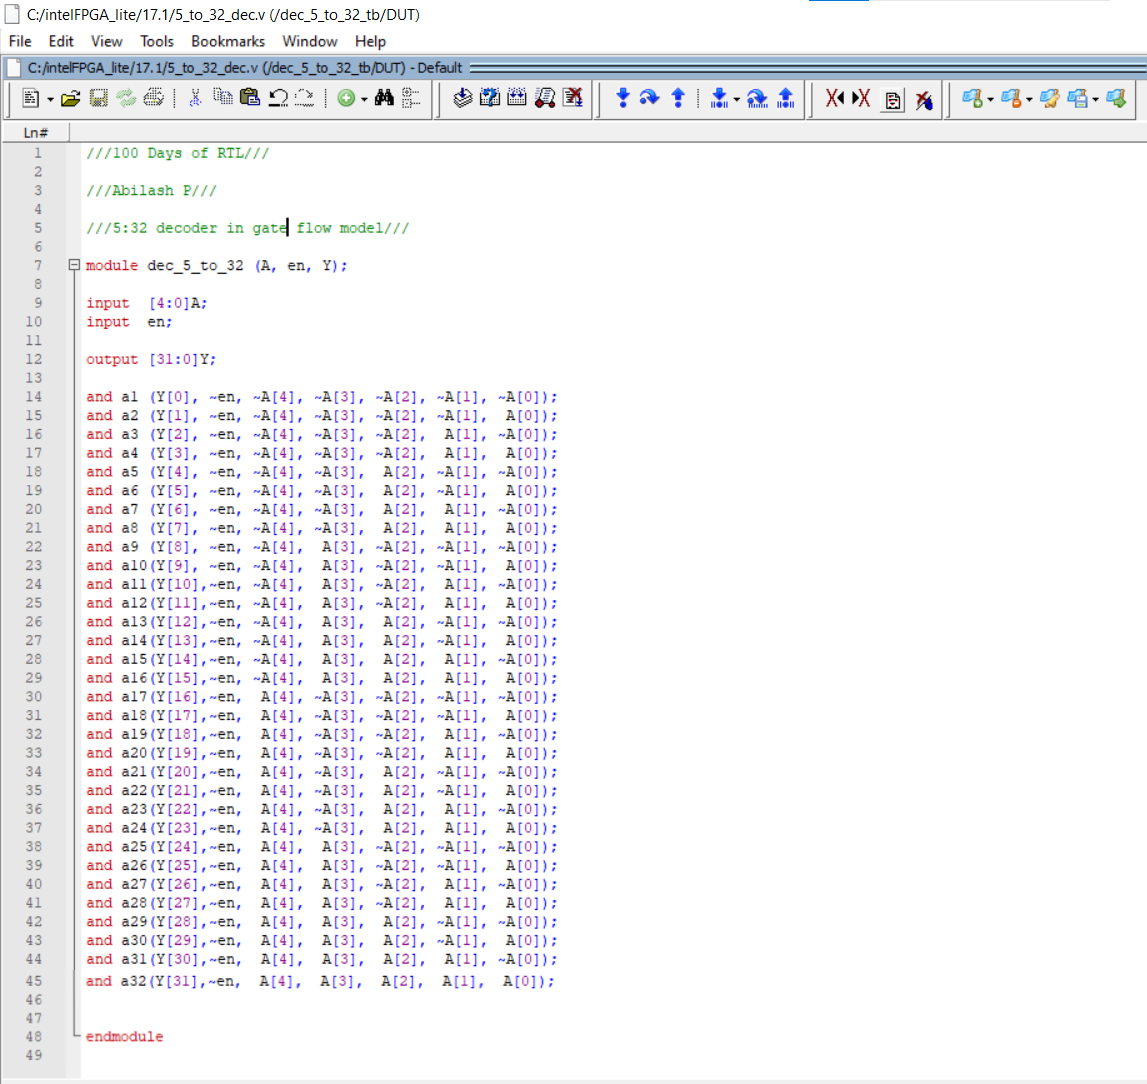 C:/intelFPGA_lite/17.1/5_to_32_dec.v (/dec_5_to_32_tb/DUT)
File Edit View Tools Bookmarks Window Help
C:/intelFPGA_lite/17.1/5_to_32_dec.v (/dec_5_to_32_tb/DUT) - Default
Ln#
1 ///100 Days of RTL///
2
3 ///Abilash P///
4
5 ///5:32 decoder in gate flow model///
6
7 module dec_5_to_32 (A, en, Y);
8
9 input  [4:0]A;
10 input  en;
11
12 output [31:0]Y;
13
14 and a1 (Y[0], ~en, ~A[4], ~A[3], ~A[2], ~A[1], ~A[0]);
15 and a2 (Y[1], ~en, ~A[4], ~A[3], ~A[2], ~A[1],  A[0]);
16 and a3 (Y[2], ~en, ~A[4], ~A[3], ~A[2],  A[1], ~A[0]);
17 and a4 (Y[3], ~en, ~A[4], ~A[3], ~A[2],  A[1],  A[0]);
18 and a5 (Y[4], ~en, ~A[4], ~A[3],  A[2], ~A[1], ~A[0]);
19 and a6 (Y[5], ~en, ~A[4], ~A[3],  A[2], ~A[1],  A[0]);
20 and a7 (Y[6], ~en, ~A[4], ~A[3],  A[2],  A[1], ~A[0]);
21 and a8 (Y[7], ~en, ~A[4], ~A[3],  A[2],  A[1],  A[0]);
22 and a9 (Y[8], ~en, ~A[4],  A[3], ~A[2], ~A[1], ~A[0]);
23 and a10(Y[9], ~en, ~A[4],  A[3], ~A[2], ~A[1],  A[0]);
24 and a11(Y[10],~en, ~A[4],  A[3], ~A[2],  A[1], ~A[0]);
25 and a12(Y[11],~en, ~A[4],  A[3], ~A[2],  A[1],  A[0]);
26 and a13(Y[12],~en, ~A[4],  A[3],  A[2], ~A[1], ~A[0]);
27 and a14(Y[13],~en, ~A[4],  A[3],  A[2], ~A[1],  A[0]);
28 and a15(Y[14],~en, ~A[4],  A[3],  A[2],  A[1], ~A[0]);
29 and a16(Y[15],~en, ~A[4],  A[3],  A[2],  A[1],  A[0]);
30 and a17(Y[16],~en,  A[4], ~A[3], ~A[2], ~A[1], ~A[0]);
31 and a18(Y[17],~en,  A[4], ~A[3], ~A[2], ~A[1],  A[0]);
32 and a19(Y[18],~en,  A[4], ~A[3], ~A[2],  A[1], ~A[0]);
33 and a20(Y[19],~en,  A[4], ~A[3], ~A[2],  A[1],  A[0]);
34 and a21(Y[20],~en,  A[4], ~A[3],  A[2], ~A[1], ~A[0]);
35 and a22(Y[21],~en,  A[4], ~A[3],  A[2], ~A[1],  A[0]);
36 and a23(Y[22],~en,  A[4], ~A[3],  A[2],  A[1], ~A[0]);
37 and a24(Y[23],~en,  A[4], ~A[3],  A[2],  A[1],  A[0]);
38 and a25(Y[24],~en,  A[4],  A[3], ~A[2], ~A[1], ~A[0]);
39 and a26(Y[25],~en,  A[4],  A[3], ~A[2], ~A[1],  A[0]);
40 and a27(Y[26],~en,  A[4],  A[3], ~A[2],  A[1], ~A[0]);
41 and a28(Y[27],~en,  A[4],  A[3], ~A[2],  A[1],  A[0]);
42 and a29(Y[28],~en,  A[4],  A[3],  A[2], ~A[1], ~A[0]);
43 and a30(Y[29],~en,  A[4],  A[3],  A[2], ~A[1],  A[0]);
44 and a31(Y[30],~en,  A[4],  A[3],  A[2],  A[1], ~A[0]);
45 and a32(Y[31],~en,  A[4],  A[3],  A[2],  A[1],  A[0]);
46
47
48 endmodule
49